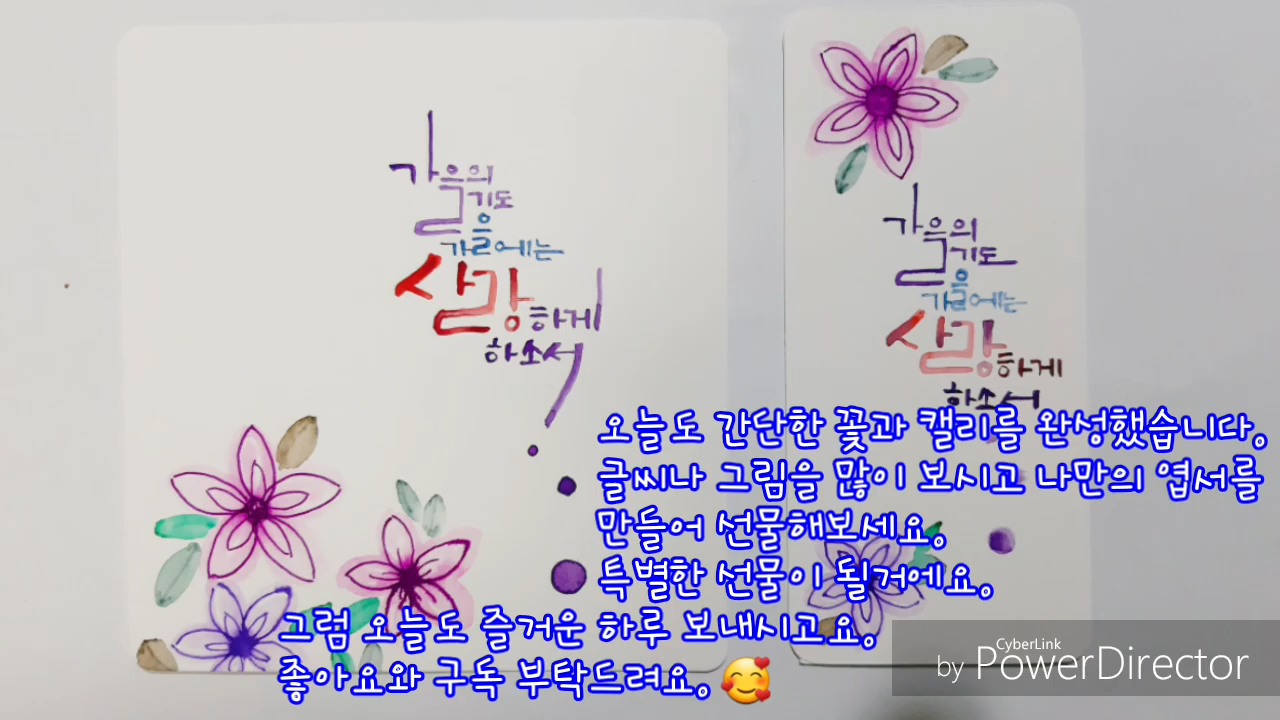 가을의
기도
가을에는
사랑하게
하소서
가을의
기도
가을에는
사랑하게
하소서
오늘도 간단한 꽃과 캘리를 완성했습니다.
글씨나 그림을 많이 보시고 나만의 엽서를
만들어 선물해보세요.
특별한 선물이 될거에요.
그럼 오늘도 즐거운 하루 보내시고요.
좋아요와 구독 부탁드려요.🥰
CyberLink
by PowerDirector